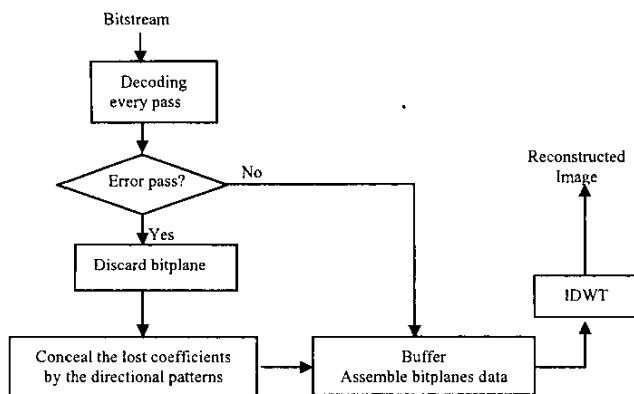 Bitstream
Decoding
every pass
Error pass?
No
Yes
Discard bitplane
Conceal the lost coefficients
by the directional patterns
Buffer
Assemble bitplanes data
IDWT
Reconstructed
Image